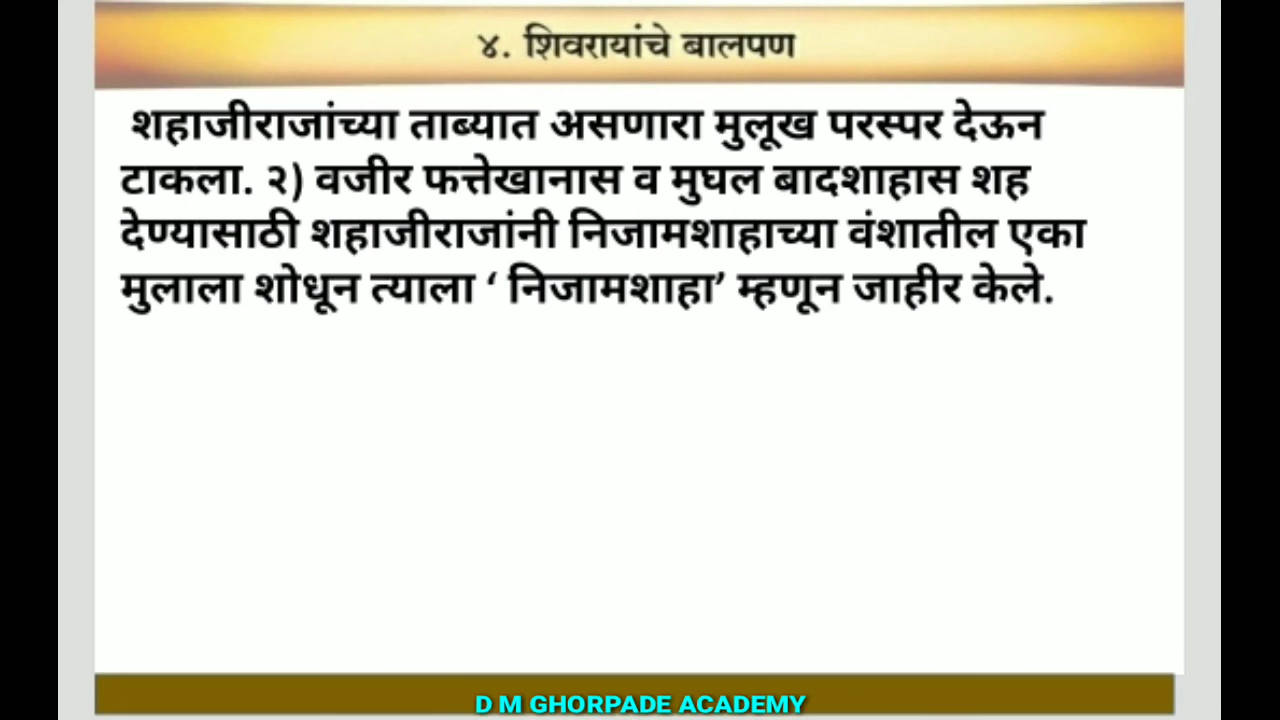 ४. शिवरायांचे बालपण
शहाजीराजांच्या ताब्यात असणारा मुलूख परस्पर देऊन
टाकला. २) वजीर फत्तेखानास व मुघल बादशाहास शह
देण्यासाठी शहाजीराजांनी निजामशाहाच्या वंशातील एका
मुलाला शोधून त्याला ‘ निजामशाहा’ म्हणून जाहीर केले.
D M GHORPADE ACADEMY